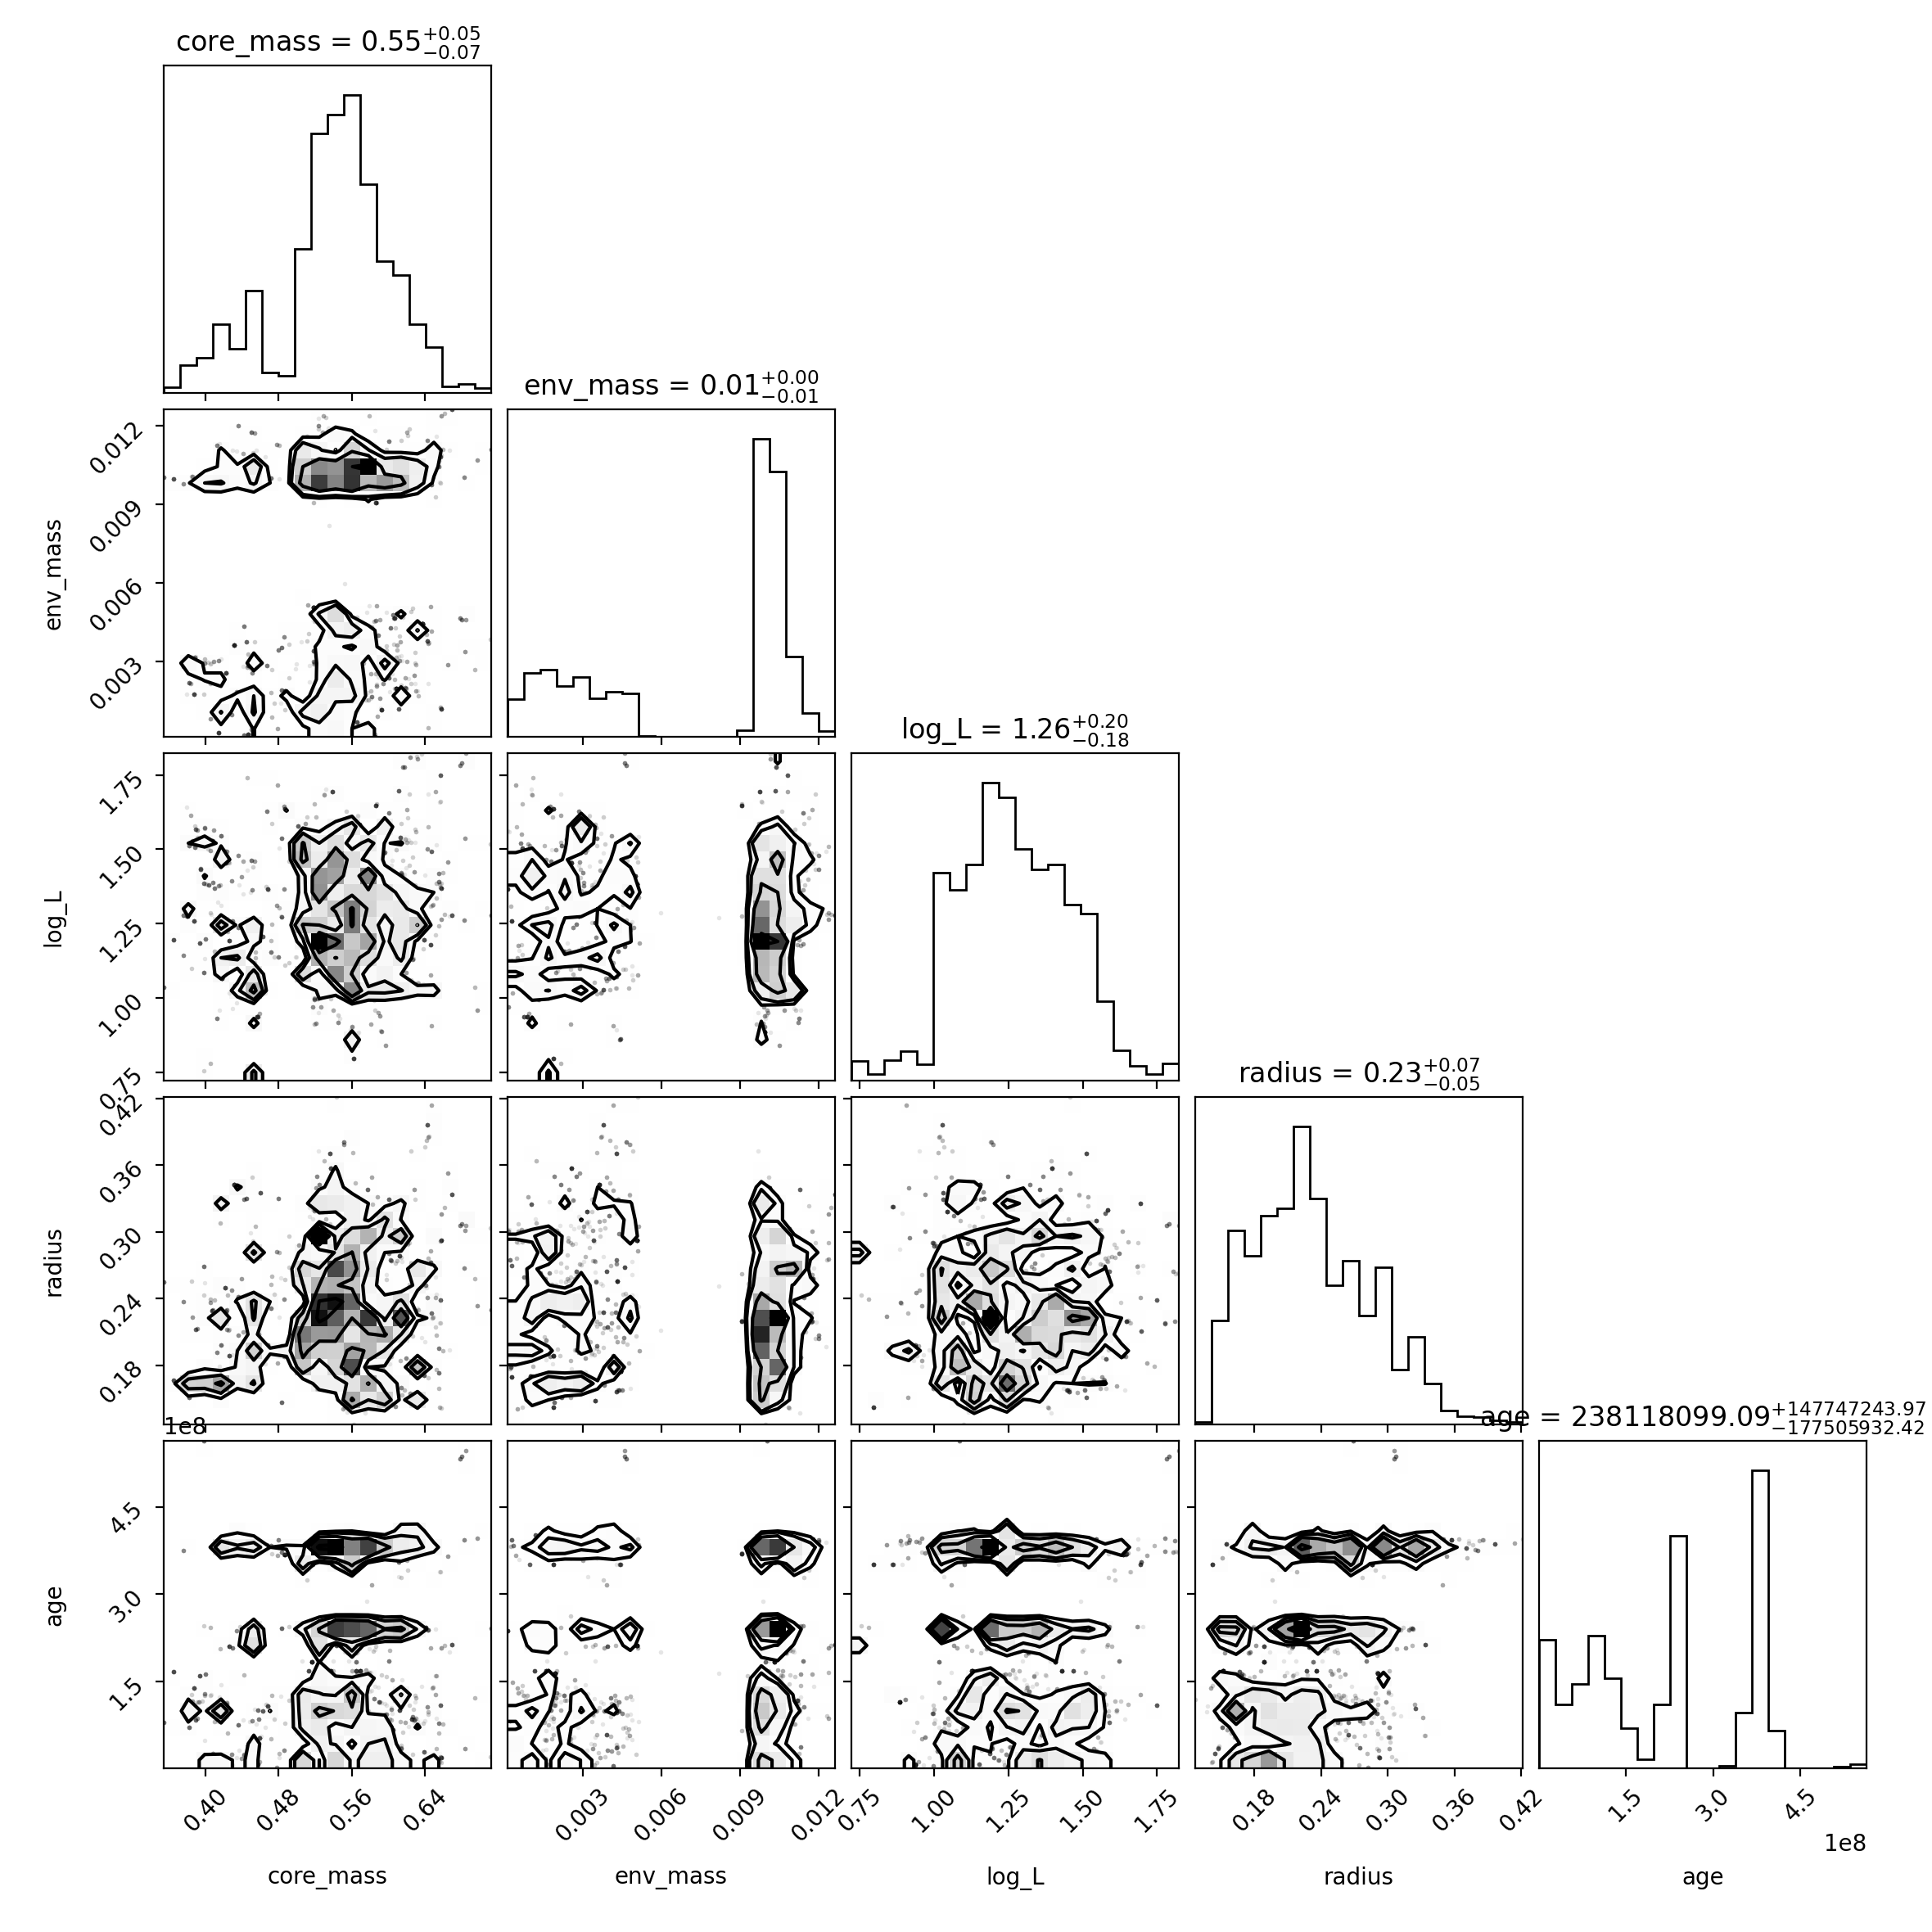 core_mass = 0.55+0.05−0.07
env_mass = 0.01+0.00−0.01
0.012
0.009
0.006
0.003
env_mass
log_L = 1.26+0.20−0.18
1.75
1.50
1.25
1.00
0.75
log_L
radius = 0.23+0.07−0.05
0.42
0.36
0.30
0.24
0.18
radius
1e8
age = 238118099.09+147747243.97−177505932.42
4.5
3.0
1.5
age
0.40 0.48 0.56 0.64
0.003 0.006 0.009 0.012
0.75 1.00 1.25 1.50 1.75
0.18 0.24 0.30 0.36 0.42
1.5 3.0 4.5
1e8
core_mass env_mass log_L radius age